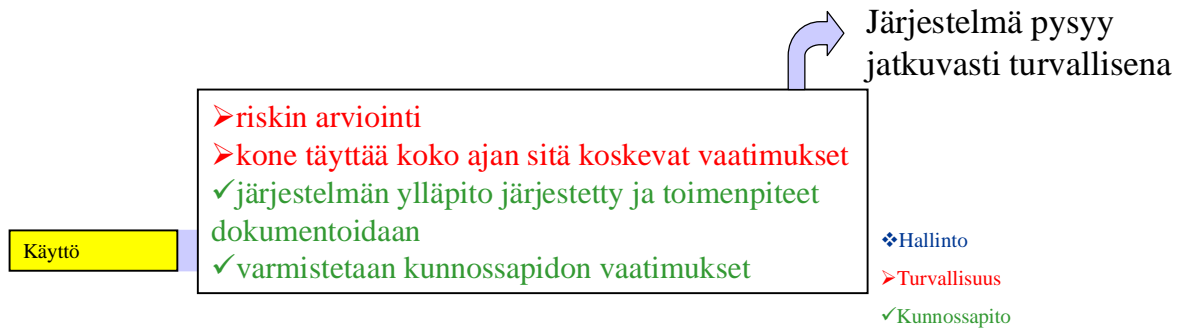 Järjestelmä pysyy
jatkuvasti turvallisena
➢riskin arviointi
➢kone täyttää koko ajan sitä koskevat vaatimukset
✓järjestelmän ylläpito järjestetty ja toimenpiteet
dokumentoidaan
✓varmistetaan kunnossapidon vaatimukset
Käyttö
❖Hallinto
➢Turvallisuus
✓Kunnossapito